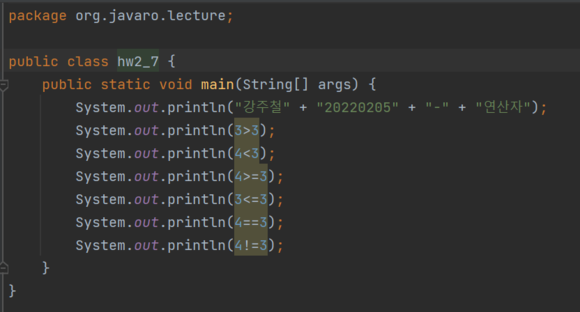 package org.javaro.lecture;
public class hw2_7 {
public static void main(String[] args) {
System.out.println("강주철" + "20220205" + "-" + "연산자");
System.out.println(3>3);
System.out.println(4<3);
System.out.println(4>=3);
System.out.println(3<=3);
System.out.println(4==3);
System.out.println(4!=3);
}
}